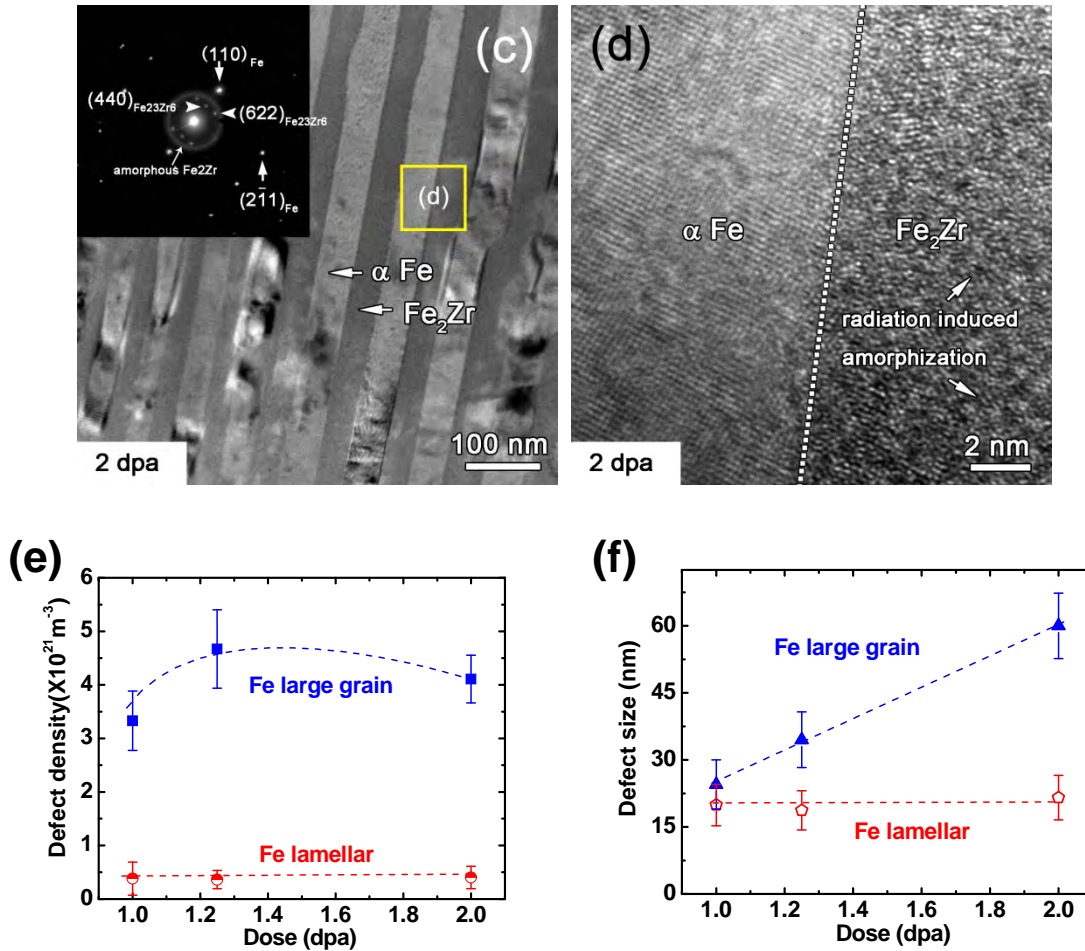 (c)
(110)Fe
(440)Fe23Zr6
(622)Fe23Zr6
amorphous Fe2Zr
(2̄11)Fe
(d)
α Fe
Fe₂Zr
2 dpa
100 nm
(d)
α Fe
Fe₂Zr
radiation induced
amorphization
2 dpa
2 nm
(e)
Defect density(X10²¹m⁻³)
6
5
4
3
2
1
0
Fe large grain
Fe lamellar
1.0 1.2 1.4 1.6 1.8 2.0
Dose (dpa)
(f)
Defect size (nm)
60
45
30
15
0
Fe large grain
Fe lamellar
1.0 1.2 1.4 1.6 1.8 2.0
Dose (dpa)